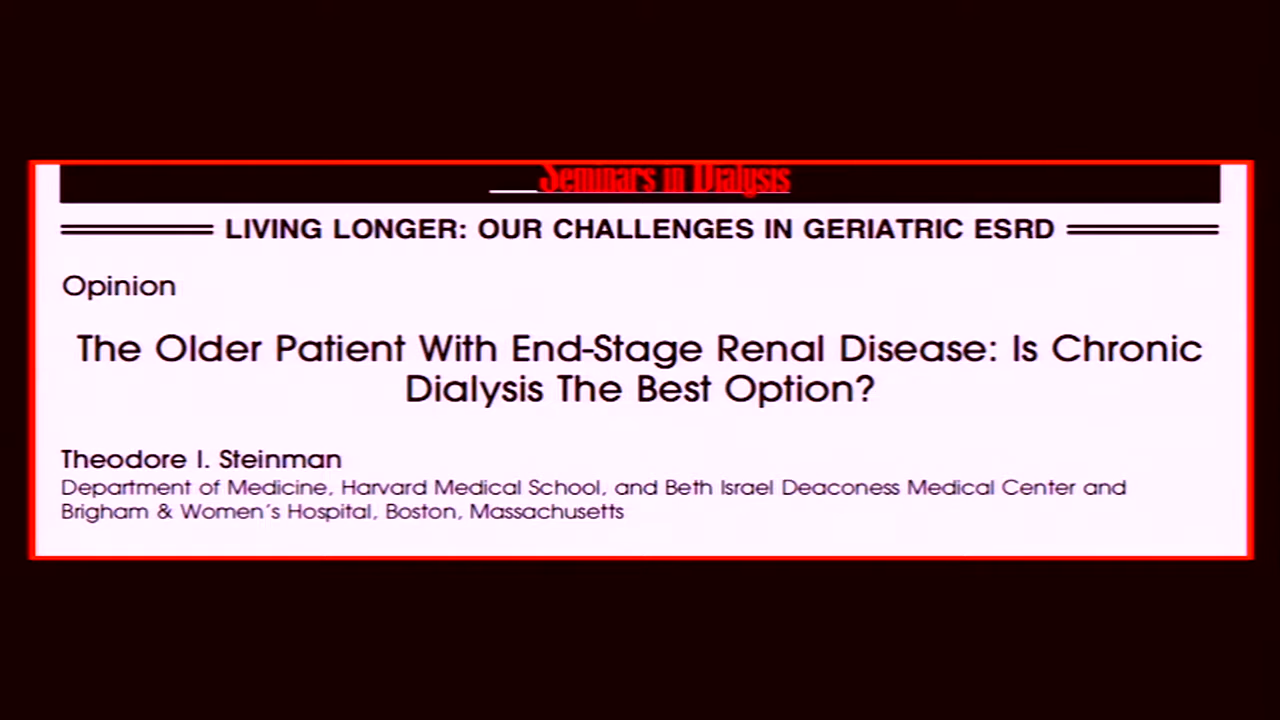 Seminars in Dialysis
LIVING LONGER: OUR CHALLENGES IN GERIATRIC ESRD
Opinion
The Older Patient With End-Stage Renal Disease: Is Chronic
Dialysis The Best Option?
Theodore I. Steinman
Department of Medicine, Harvard Medical School, and Beth Israel Deaconess Medical Center and
Brigham & Women's Hospital, Boston, Massachusetts